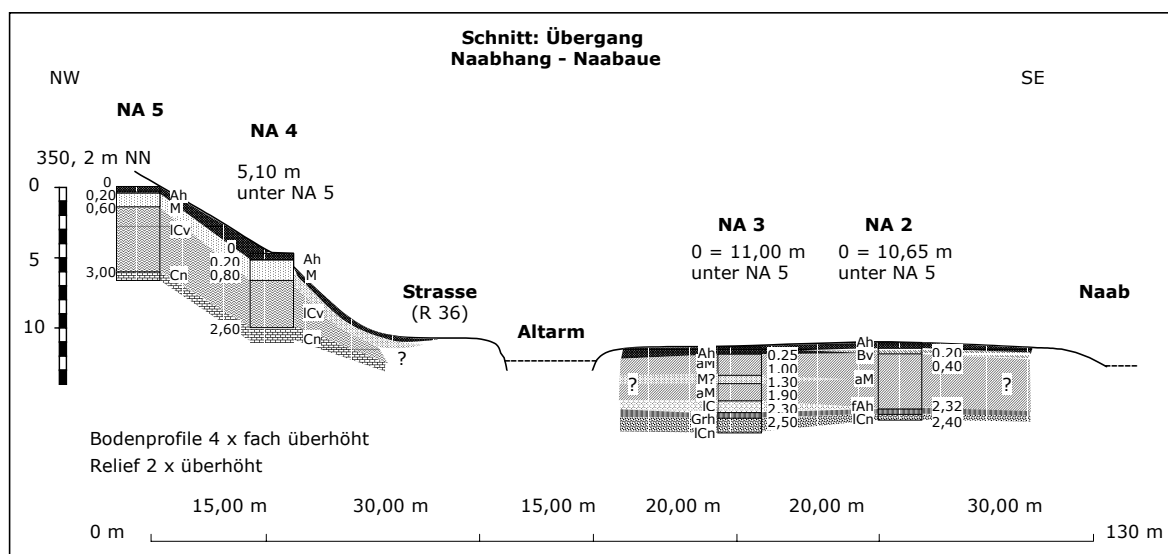 Schnitt: Übergang
Naabhang - Naabaue
NW
SE
NA 5
NA 4
350, 2 m NN
5,10 m
unter NA 5
0
5
10
0
0,20
0,60
3,00
Ah
M
lCv
Cn
0
0.20
0,80
2,60
Ah
M
lCv
Cn
Strasse
(R 36)
?
Altarm
NA 3
0 = 11,00 m
unter NA 5
NA 2
0 = 10,65 m
unter NA 5
Naab
?
Ah
aM
M?
aM
lC
Grh
lCn
0.25
1.00
1.30
1.90
2.30
2,50
Ah
Bv
aM
fAh
lCn
0.20
0,40
2,32
2,40
?
Bodenprofile 4 x fach überhöht
Relief 2 x überhöht
15,00 m 30,00 m 15,00 m 20,00 m 20,00 m 30,00 m
0 m 130 m